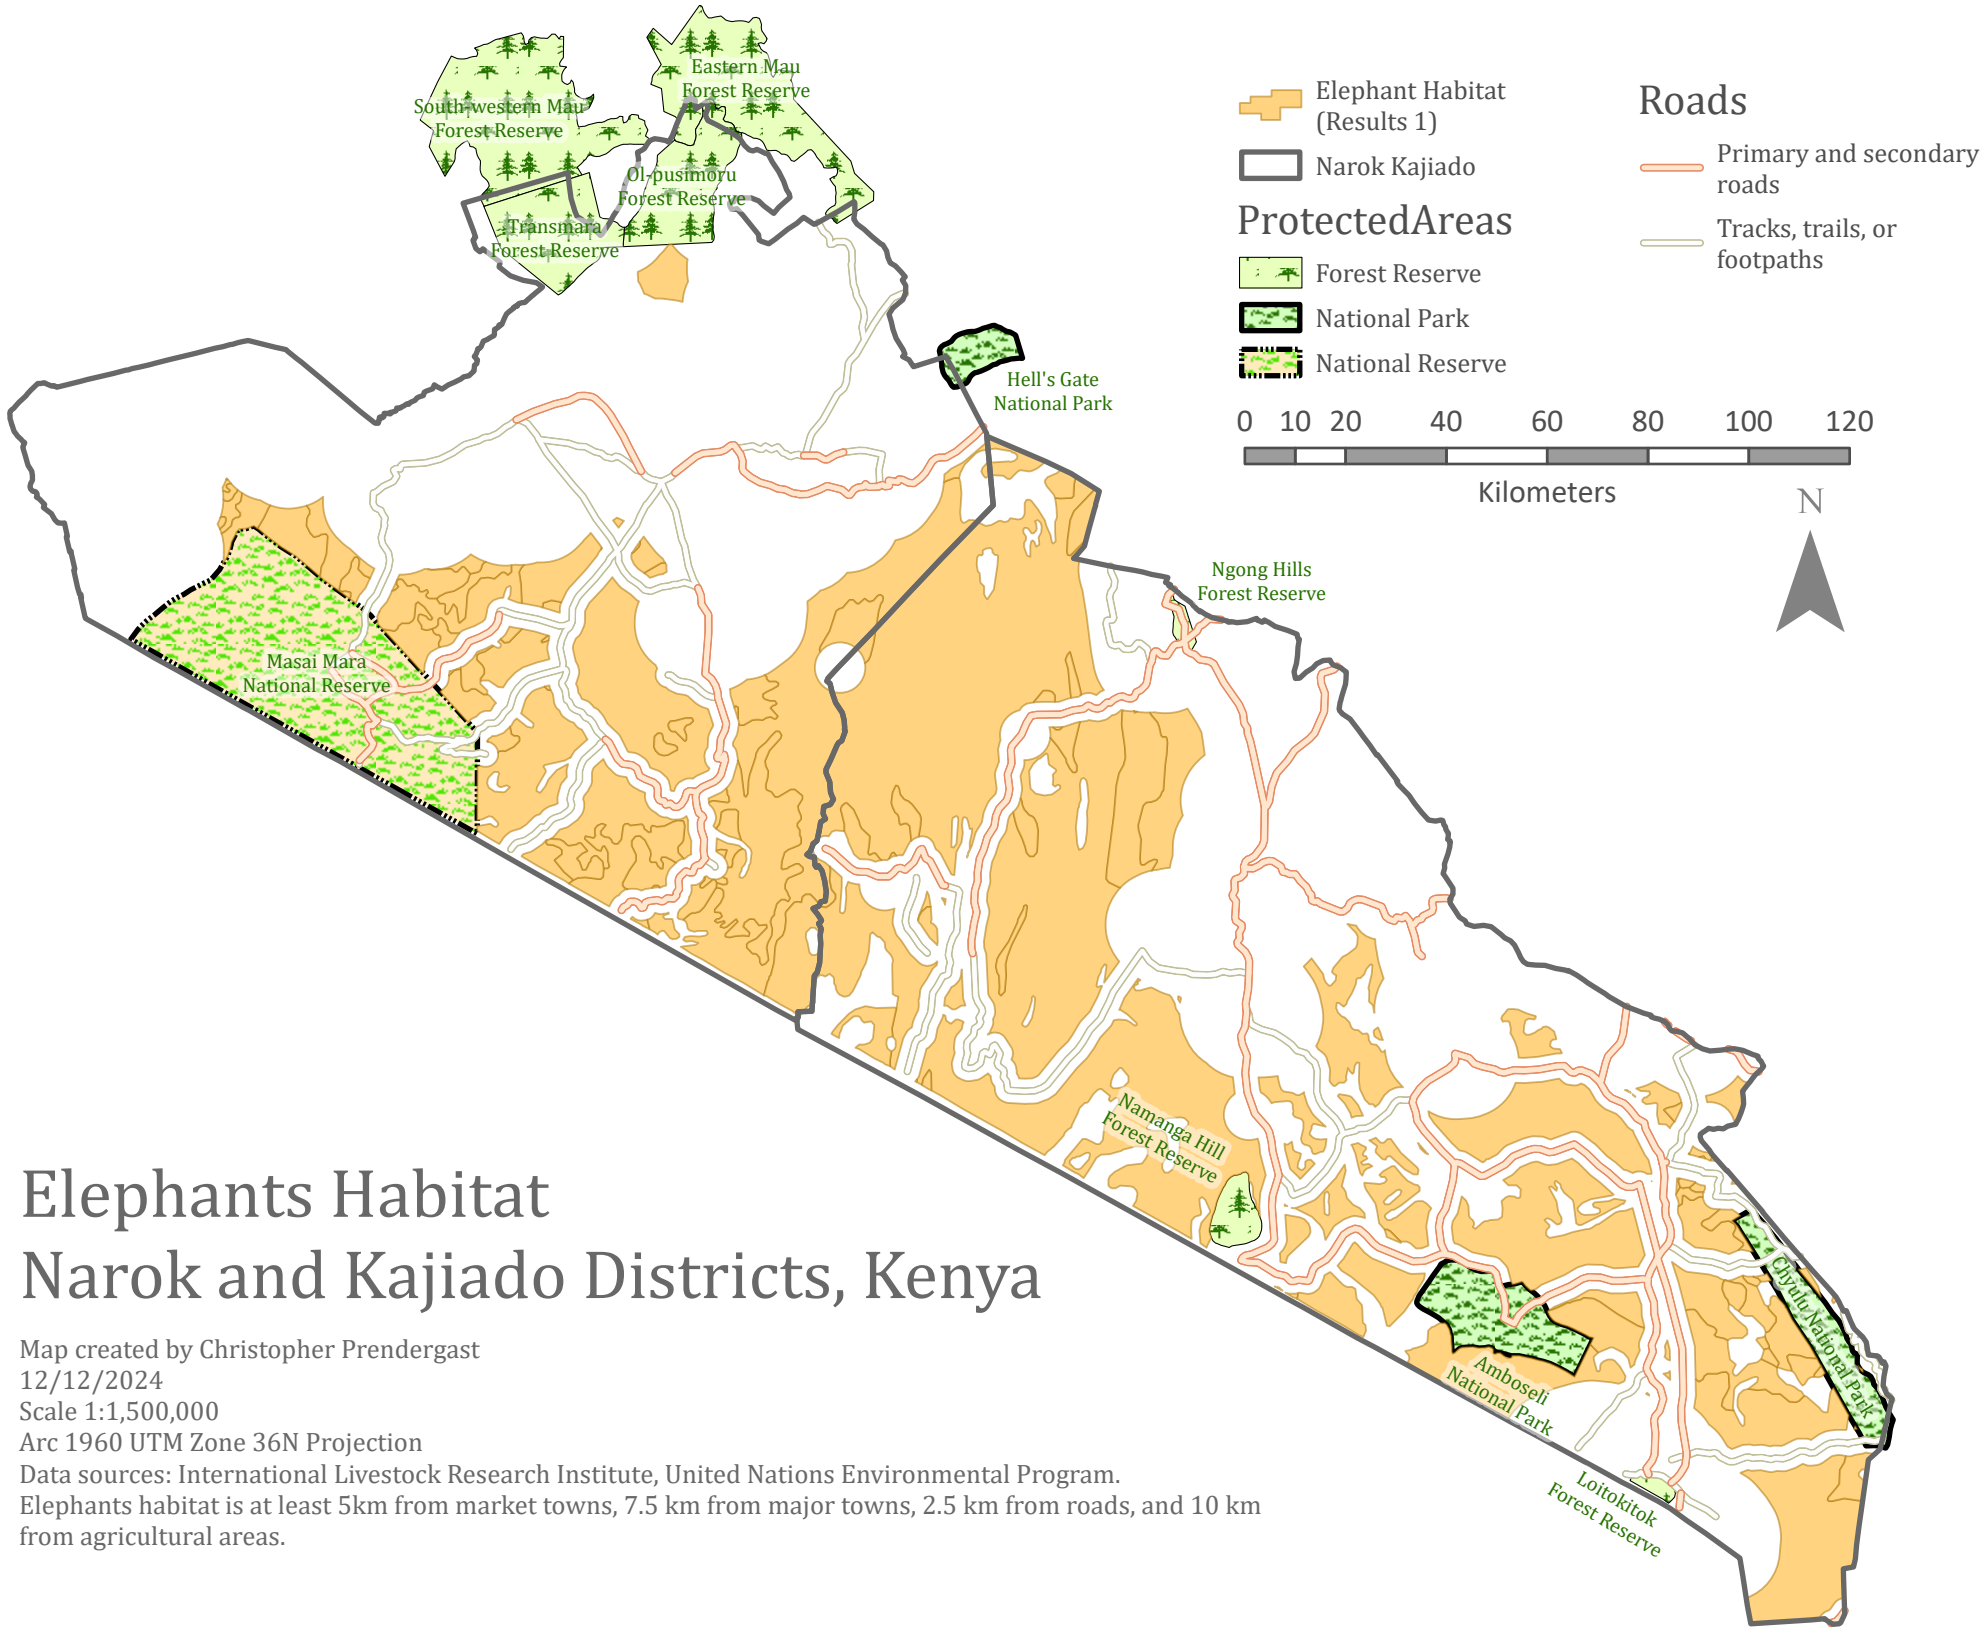 South-western Mau
Forest Reserve
Eastern Mau
Forest Reserve
Ol-pusimoru
Forest Reserve
Transmara
Forest Reserve
Hell's Gate
National Park
Ngong Hills
Forest Reserve
Masai Mara
National Reserve
Namanga Hill
Forest Reserve
Amboseli
National Park
Chyulu National Park
Loitokitok
Forest Reserve
Elephant Habitat
(Results 1)
Narok Kajiado
ProtectedAreas
Forest Reserve
National Park
National Reserve
Roads
Primary and secondary
roads
Tracks, trails, or
footpaths
0 10 20 40 60 80 100 120
Kilometers
N
Elephants Habitat
Narok and Kajiado Districts, Kenya
Map created by Christopher Prendergast
12/12/2024
Scale 1:1,500,000
Arc 1960 UTM Zone 36N Projection
Data sources: International Livestock Research Institute, United Nations Environmental Program.
Elephants habitat is at least 5km from market towns, 7.5 km from major towns, 2.5 km from roads, and 10 km
from agricultural areas.